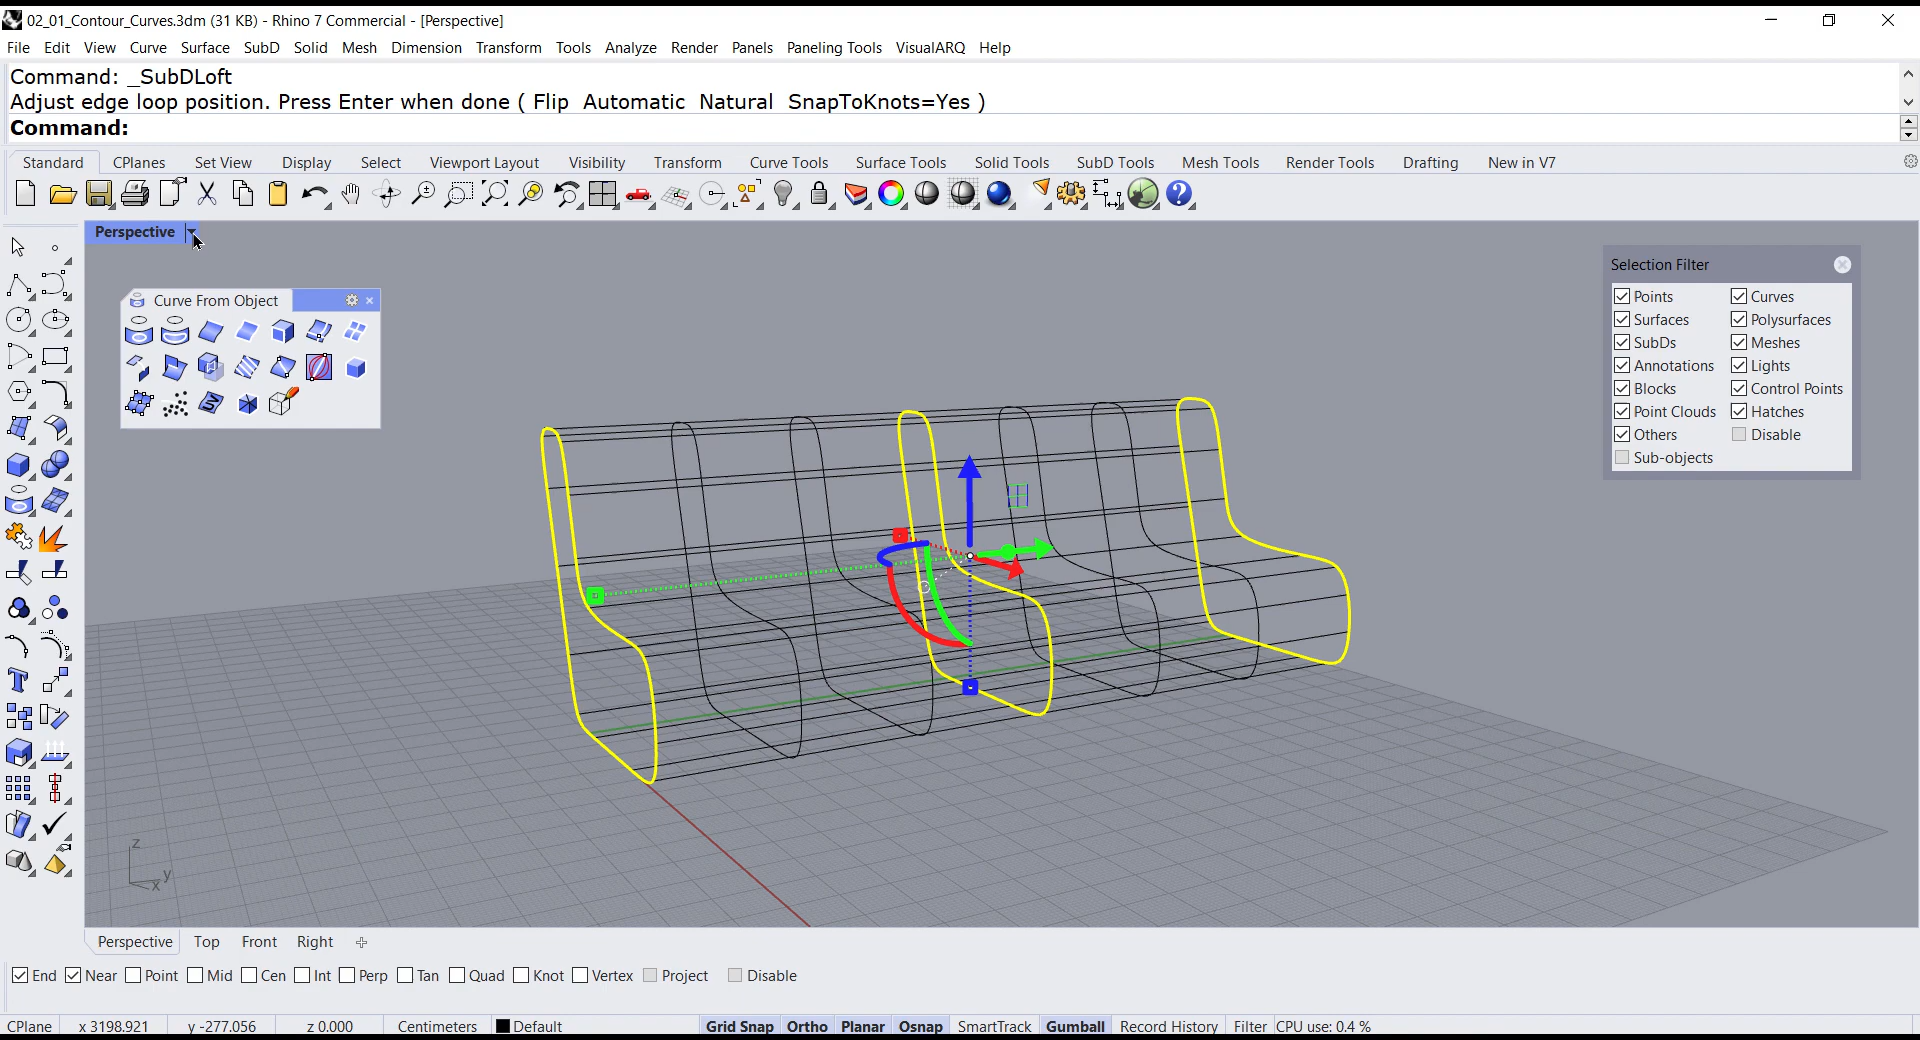 02_01_Contour_Curves.3dm (31 KB) - Rhino 7 Commercial - [Perspective]
File Edit View Curve Surface SubD Solid Mesh Dimension Transform Tools Analyze Render Panels Paneling Tools VisualARQ Help
Command: _SubDLoft
Adjust edge loop position. Press Enter when done ( Flip Automatic Natural SnapToKnots=Yes )
Command:
Standard CPlanes Set View Display Select Viewport Layout Visibility Transform Curve Tools Surface Tools Solid Tools SubD Tools Mesh Tools Render Tools Drafting New in V7
Perspective
Curve From Object
Selection Filter
Points Curves
Surfaces Polysurfaces
SubDs Meshes
Annotations Lights
Blocks Control Points
Point Clouds Hatches
Others Disable
Sub-objects
z
y
x
Perspective Top Front Right
End Near Point Mid Cen Int Perp Tan Quad Knot Vertex Project Disable
CPlane x 3198.921 y -277.056 z 0.000 Centimeters Default Grid Snap Ortho Planar Osnap SmartTrack Gumball Record History Filter CPU use: 0.4 %